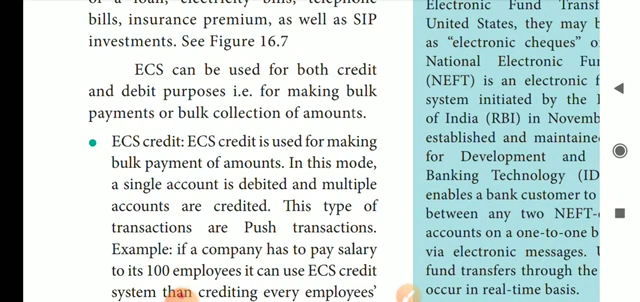 of a loan, electricity bills, telephone
bills, insurance premium, as well as SIP
investments. See Figure 16.7
ECS can be used for both credit
and debit purposes i.e. for making bulk
payments or bulk collection of amounts.
ECS credit: ECS credit is used for making
bulk payment of amounts. In this mode,
a single account is debited and multiple
accounts are credited. This type of
transactions are Push transactions.
Example: if a company has to pay salary
to its 100 employees it can use ECS credit
system than crediting every employees'
Electronic Fund Transf
United States, they may b
as "electronic cheques" o
National Electronic Fu
(NEFT) is an electronic f
system initiated by the
of India (RBI) in Novemb
established and maintaine
for Development and
Banking Technology (ID
enables a bank customer to
between any two NEFT-
accounts on a one-to-one b
via electronic messages.
fund transfers through the
occur in real-time basis.